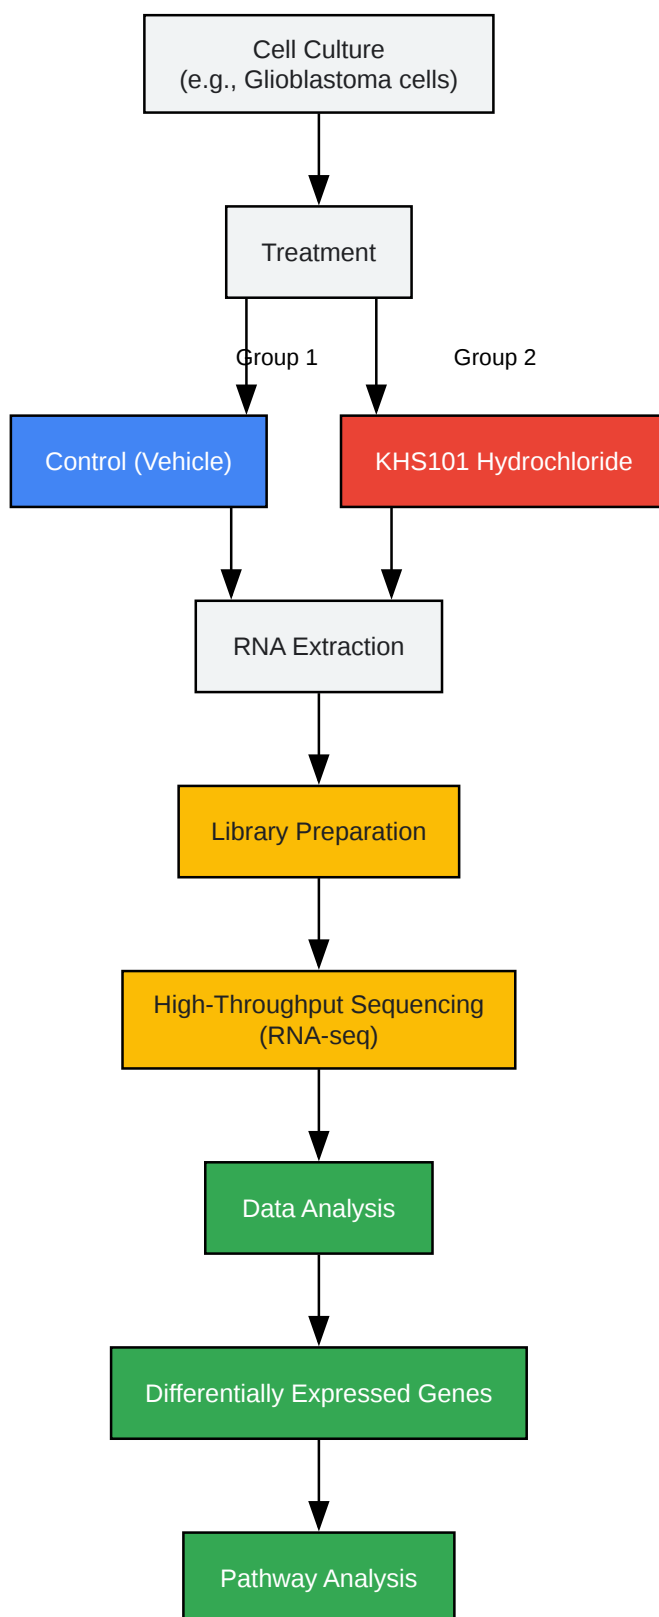 Cell Culture
(e.g., Glioblastoma cells)
Treatment
Group 1
Group 2
Control (Vehicle)
KHS101 Hydrochloride
RNA Extraction
Library Preparation
High-Throughput Sequencing
(RNA-seq)
Data Analysis
Differentially Expressed Genes
Pathway Analysis